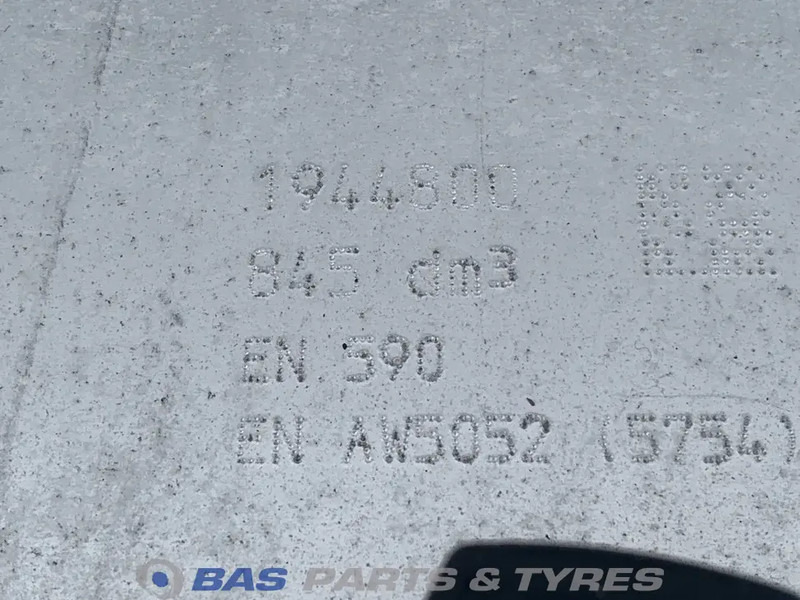 1944800
845 dm3
EN 590
EN AW5052 (5754)
BAS PARTS & TYRES